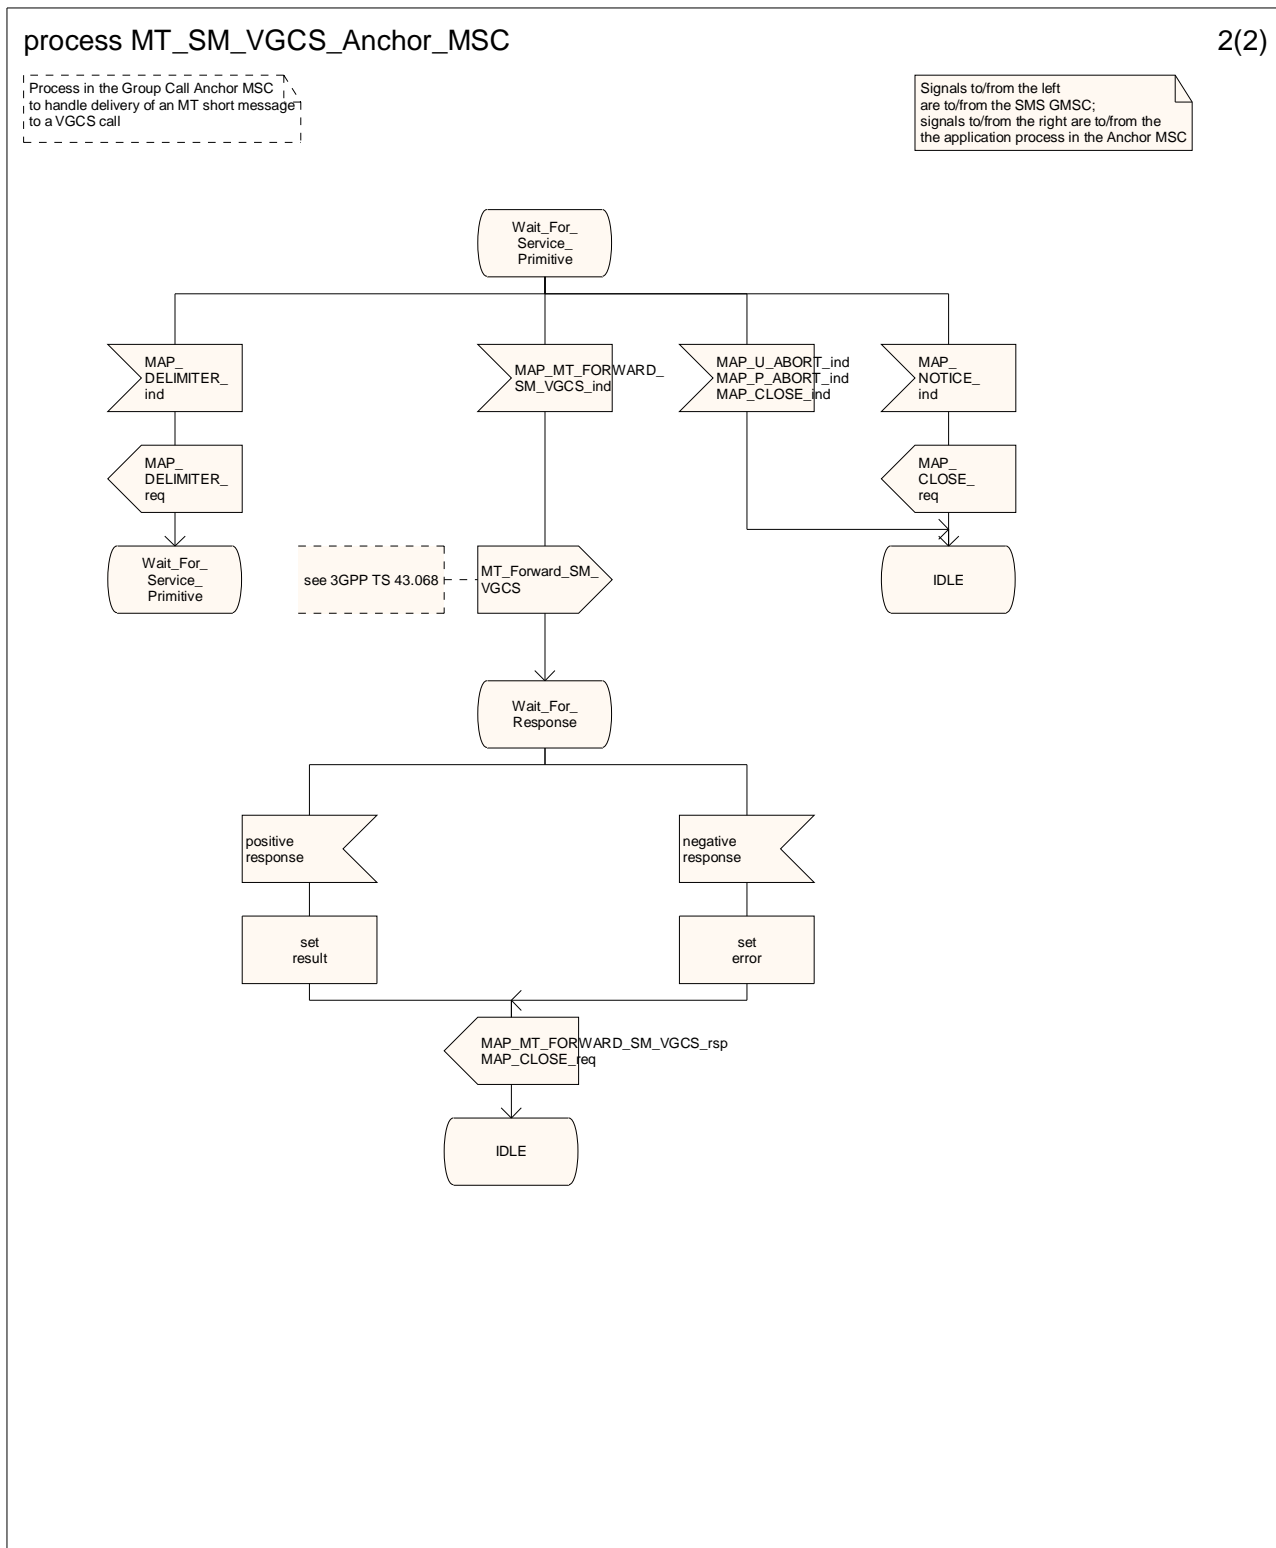 process MT_SM_VGCS_Anchor_MSC
2(2)
Process in the Group Call Anchor MSC
to handle delivery of an MT short message
to a VGCS call
Signals to/from the left
are to/from the SMS GMSC;
signals to/from the right are to/from the
the application process in the Anchor MSC
Wait_For_
Service_
Primitive
MAP_
DELIMITER_
ind
MAP_MT_FORWARD_
SM_VGCS_ind
MAP_U_ABORT_ind
MAP_P_ABORT_ind
MAP_CLOSE_ind
MAP_
NOTICE_
ind
MAP_
DELIMITER_
req
MAP_
CLOSE_
req
Wait_For_
Service_
Primitive
see 3GPP TS 43.068
MT_Forward_SM_
VGCS
IDLE
Wait_For_
Response
positive
response
negative
response
set
result
set
error
MAP_MT_FORWARD_SM_VGCS_rsp
MAP_CLOSE_req
IDLE